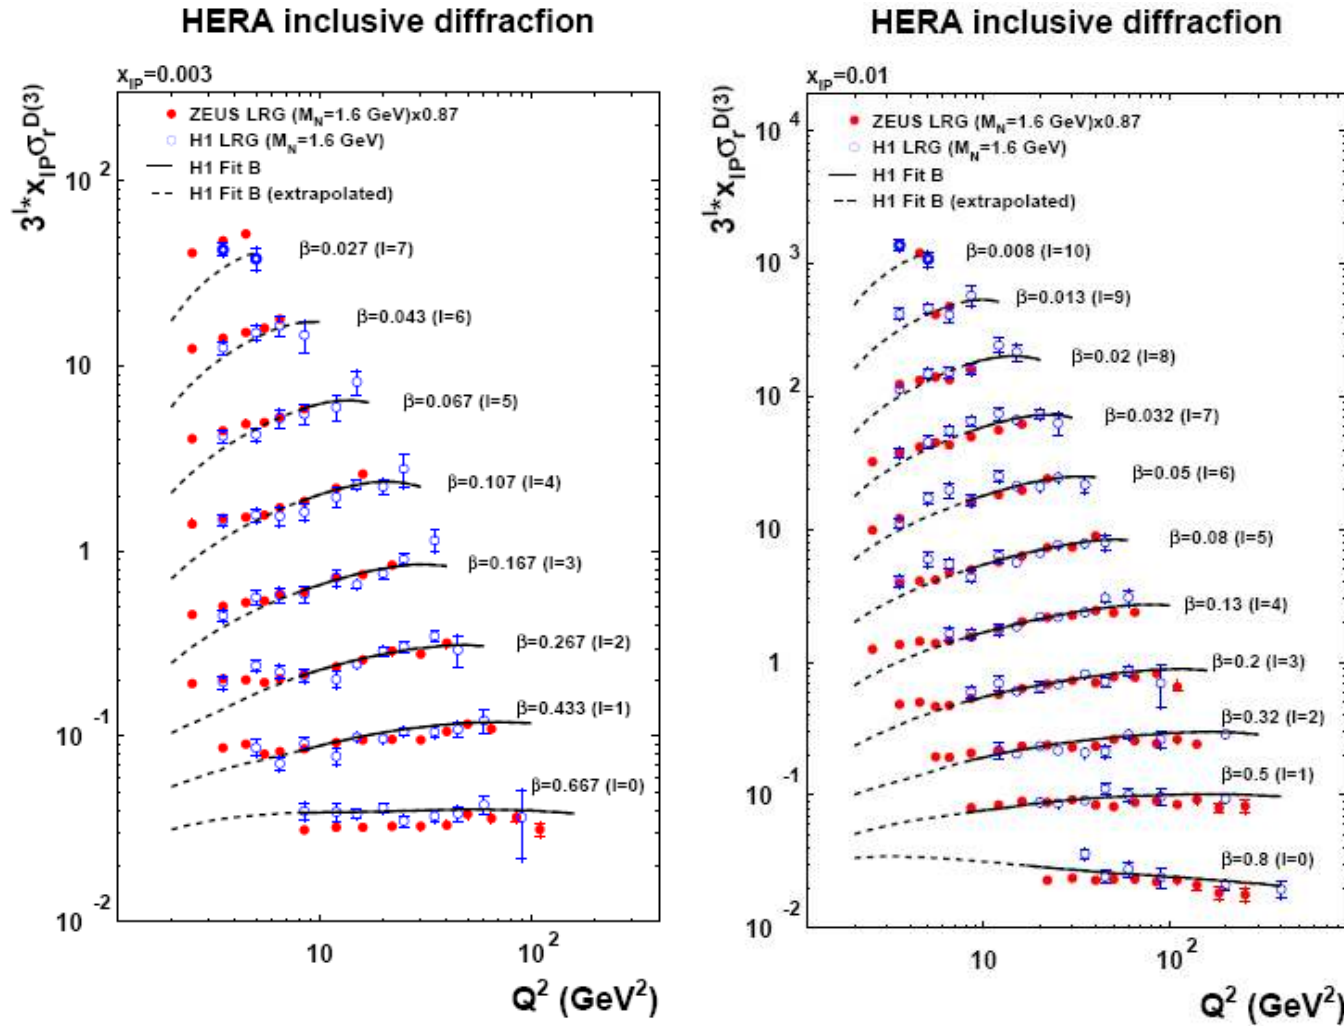 HERA inclusive diffracfion
x_IP=0.003
ZEUS LRG (M_N=1.6 GeV)x0.87
H1 LRG (M_N=1.6 GeV)
H1 Fit B
H1 Fit B (extrapolated)
3^l*x_IP σ_r^D(3)
10^2
10
1
10^-1
10^-2
β=0.027 (l=7)
β=0.043 (l=6)
β=0.067 (l=5)
β=0.107 (l=4)
β=0.167 (l=3)
β=0.267 (l=2)
β=0.433 (l=1)
β=0.667 (l=0)
10
10^2
Q^2 (GeV^2)
HERA inclusive diffracfion
x_IP=0.01
ZEUS LRG (M_N=1.6 GeV)x0.87
H1 LRG (M_N=1.6 GeV)
H1 Fit B
H1 Fit B (extrapolated)
3^l*x_IP σ_r^D(3)
10^4
10^3
10^2
10
1
10^-1
10^-2
β=0.008 (l=10)
β=0.013 (l=9)
β=0.02 (l=8)
β=0.032 (l=7)
β=0.05 (l=6)
β=0.08 (l=5)
β=0.13 (l=4)
β=0.2 (l=3)
β=0.32 (l=2)
β=0.5 (l=1)
β=0.8 (l=0)
10
10^2
Q^2 (GeV^2)